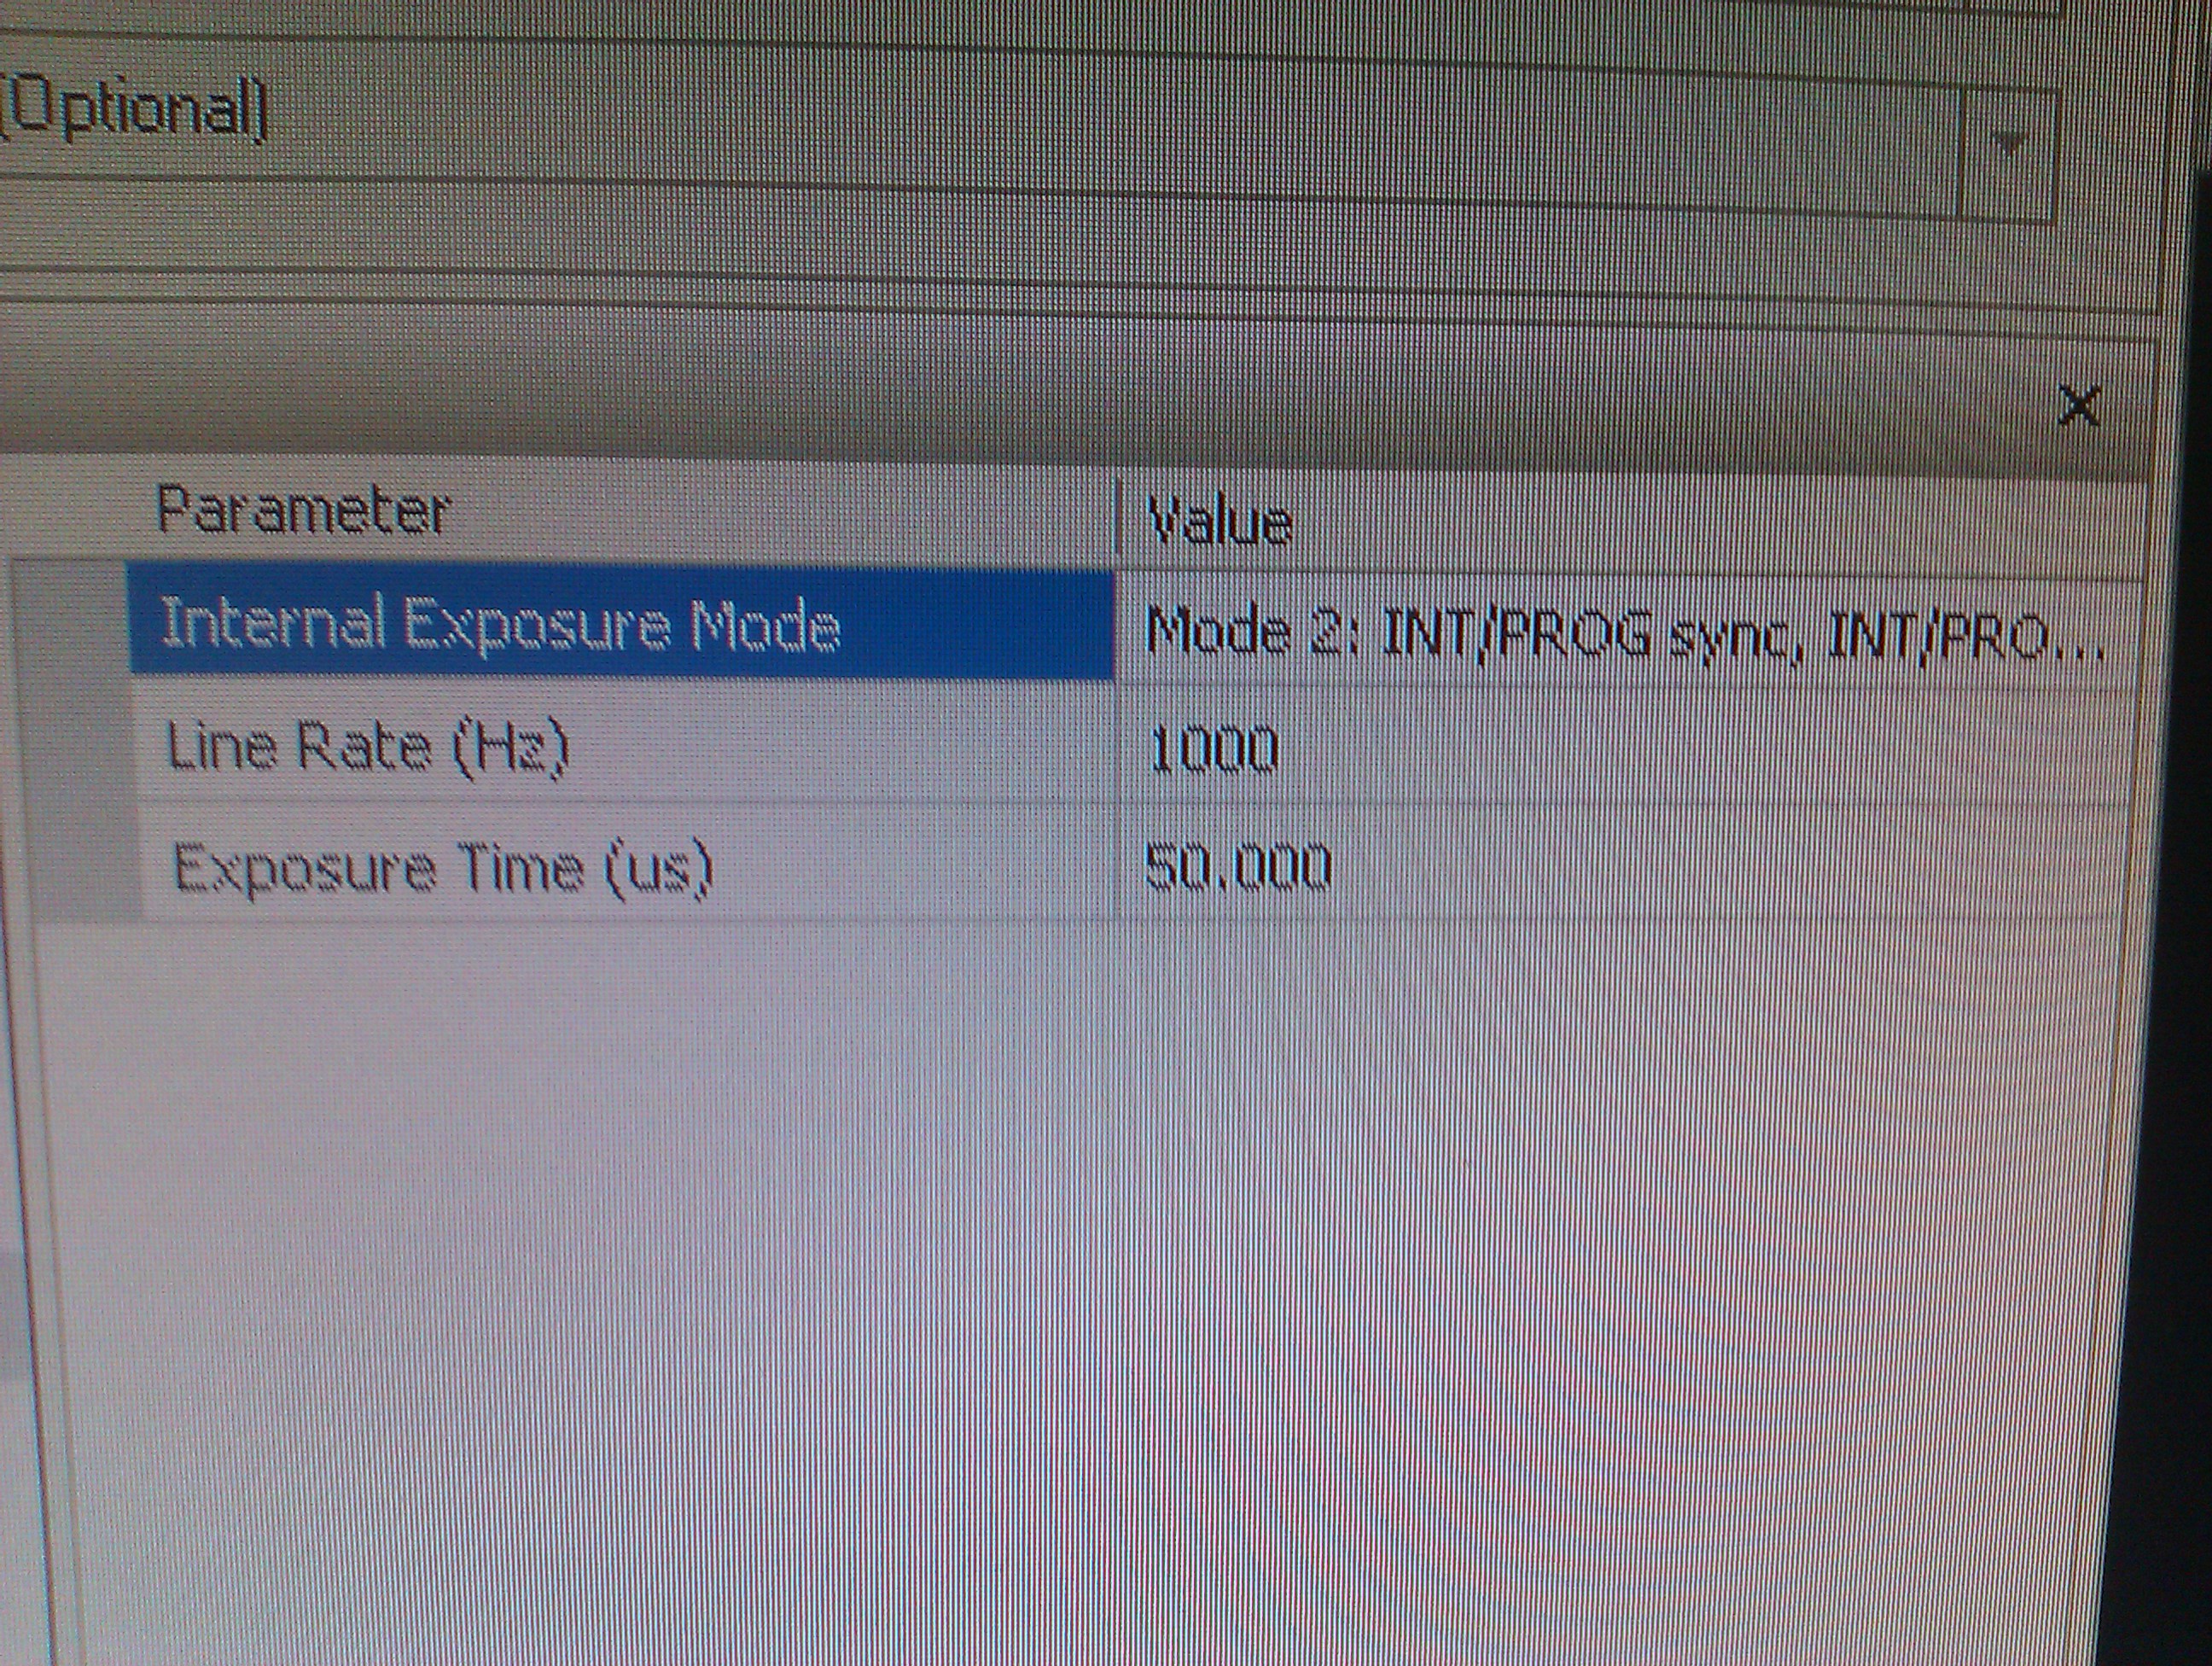 (Optional)
Parameter Value
Internal Exposure Mode Mode 2: INT/PROG sync, INT/PRO...
Line Rate (Hz) 1000
Exposure Time (us) 50.000